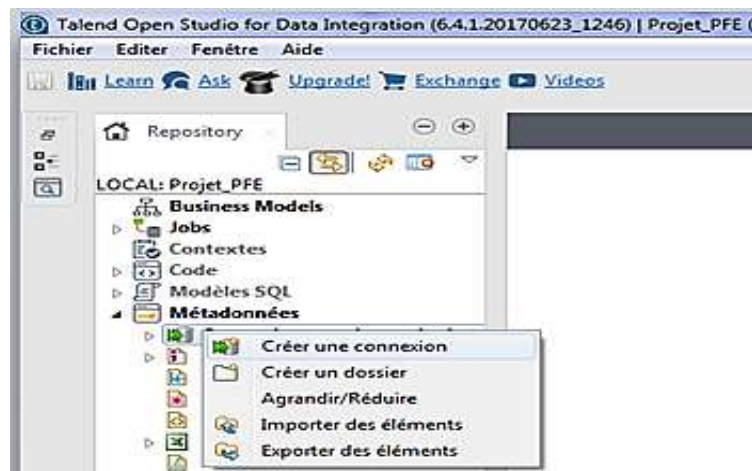 Talend Open Studio for Data Integration (6.4.1.20170623_1246) | Projet_PFE (
Fichier Editer Fenêtre Aide
Learn Ask Upgrade! Exchange Videos
Repository
LOCAL: Projet_PFE
Business Models
Jobs
Contextes
Code
Modèles SQL
Métadonnées
Créer une connexion
Créer un dossier
Agrandir/Réduire
Importer des éléments
Exporter des éléments